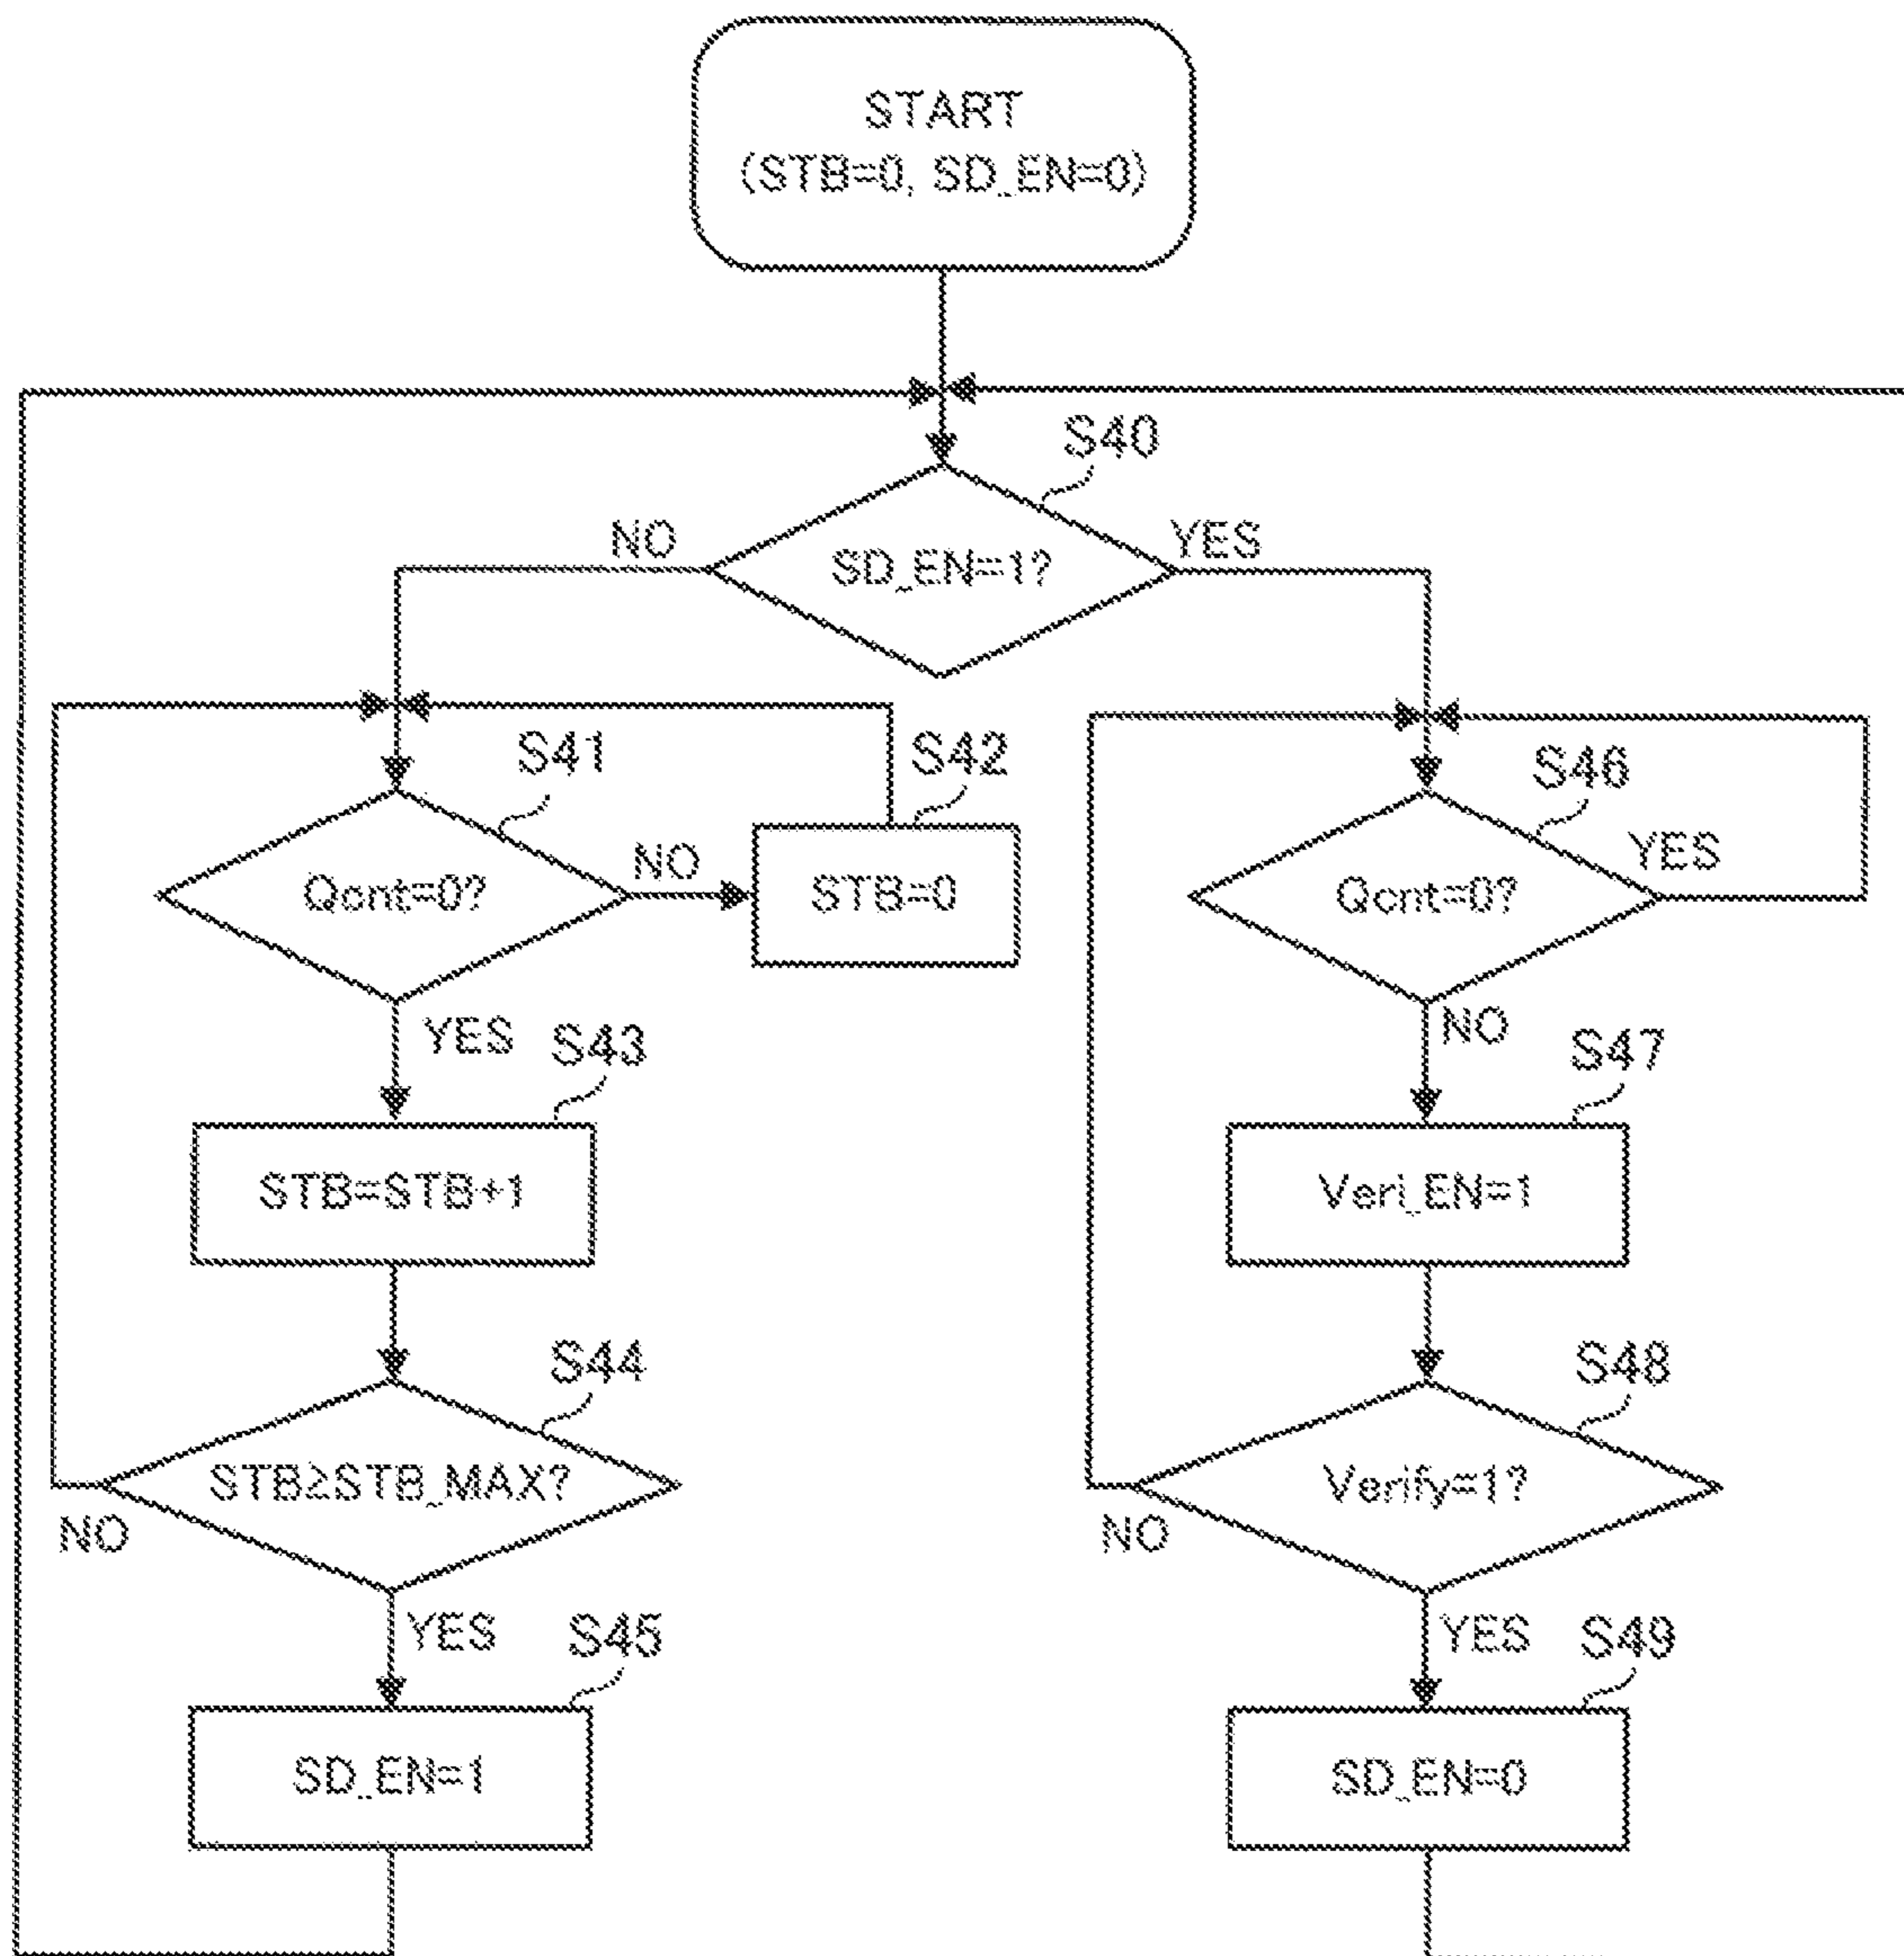 START
(STB=0, SD_EN=0)
S40
NO
SD_EN=1?
YES
S41
S42
Qcnt=0?
NO
STB=0
YES
S43
STB=STB+1
S44
STB≥STB_MAX?
NO
YES
S45
SD_EN=1
S46
Qcnt=0?
YES
NO
S47
Veri_EN=1
S48
Verify=1?
NO
YES
S49
SD_EN=0